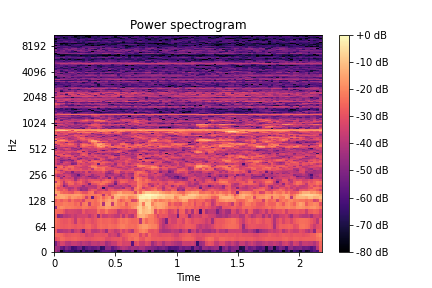 Power spectrogram
8192
4096
2048
1024
512
256
128
64
0
Hz
0
0.5
1
1.5
2
Time
+0 dB
-10 dB
-20 dB
-30 dB
-40 dB
-50 dB
-60 dB
-70 dB
-80 dB